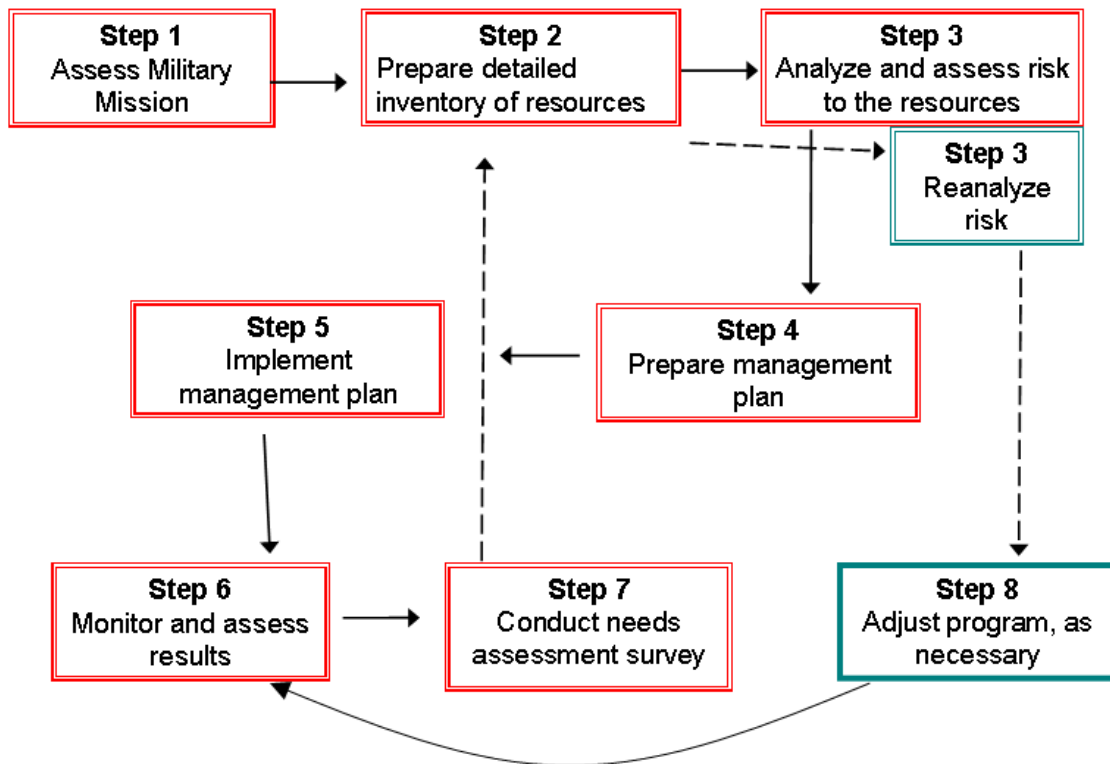 Step 1
Assess Military
Mission
Step 2
Prepare detailed
inventory of resources
Step 3
Analyze and assess risk
to the resources
Step 3
Reanalyze
risk
Step 5
Implement
management plan
Step 4
Prepare management
plan
Step 6
Monitor and assess
results
Step 7
Conduct needs
assessment survey
Step 8
Adjust program, as
necessary